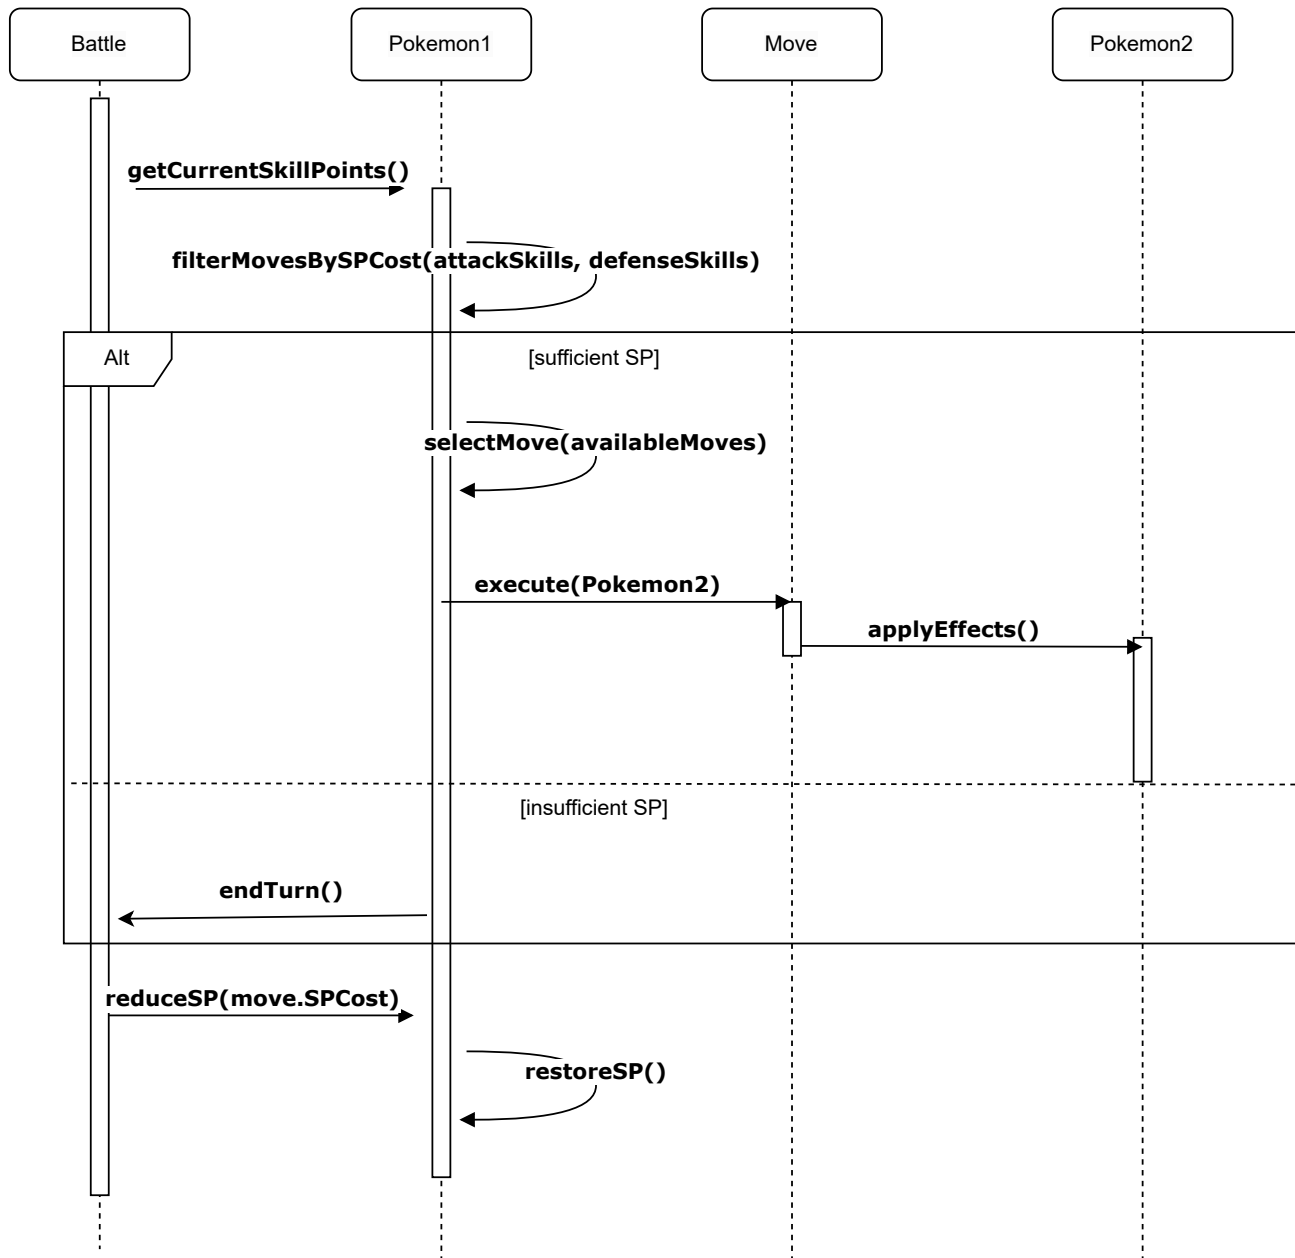 Battle
Pokemon1
Move
Pokemon2
getCurrentSkillPoints()
filterMovesBySPCost(attackSkills, defenseSkills)
Alt
[sufficient SP]
selectMove(availableMoves)
execute(Pokemon2)
applyEffects()
[insufficient SP]
endTurn()
reduceSP(move.SPCost)
restoreSP()